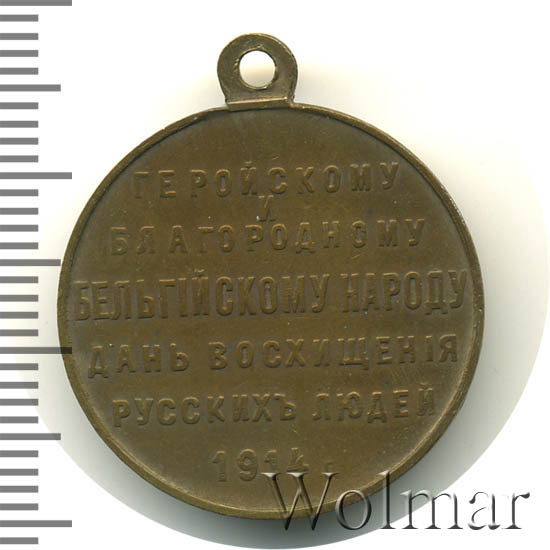 ГЕРОЙСКОМУ
И
БЛАГОРОДНОМУ
БЕЛЬГIЙСКОМУ НАРОДУ
ДАНЬ ВОСХИЩЕНIЯ
РУССКИХЪ ЛЮДЕЙ
1914 г.
Wolmar